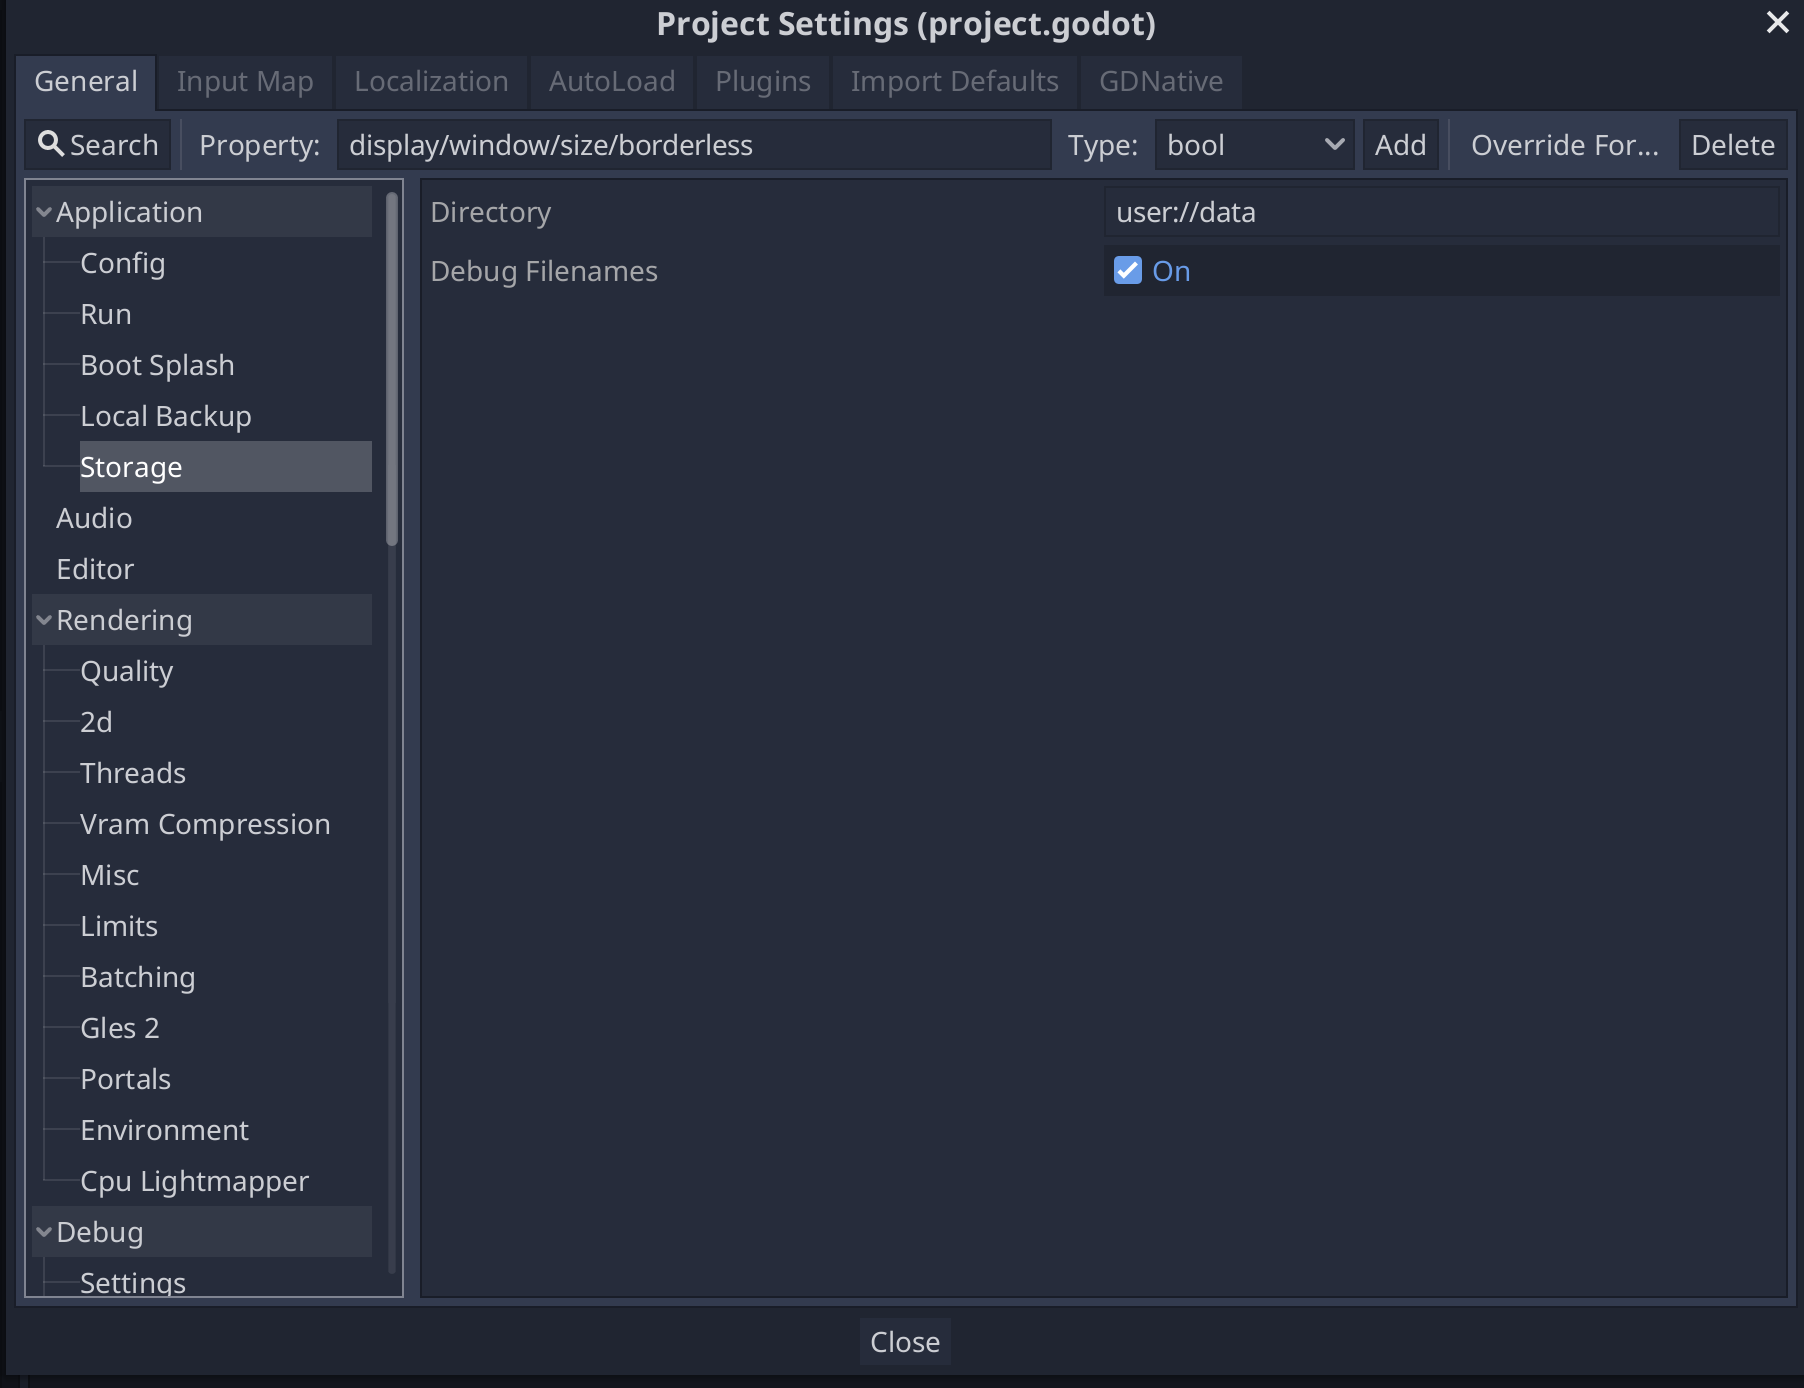 Project Settings (project.godot)
General Input Map Localization AutoLoad Plugins Import Defaults GDNative
Search Property: display/window/size/borderless Type: bool Add Override For... Delete
Application
Config
Run
Boot Splash
Local Backup
Storage
Audio
Editor
Rendering
Quality
2d
Threads
Vram Compression
Misc
Limits
Batching
Gles 2
Portals
Environment
Cpu Lightmapper
Debug
Settings
Directory user://data
Debug Filenames On
Close